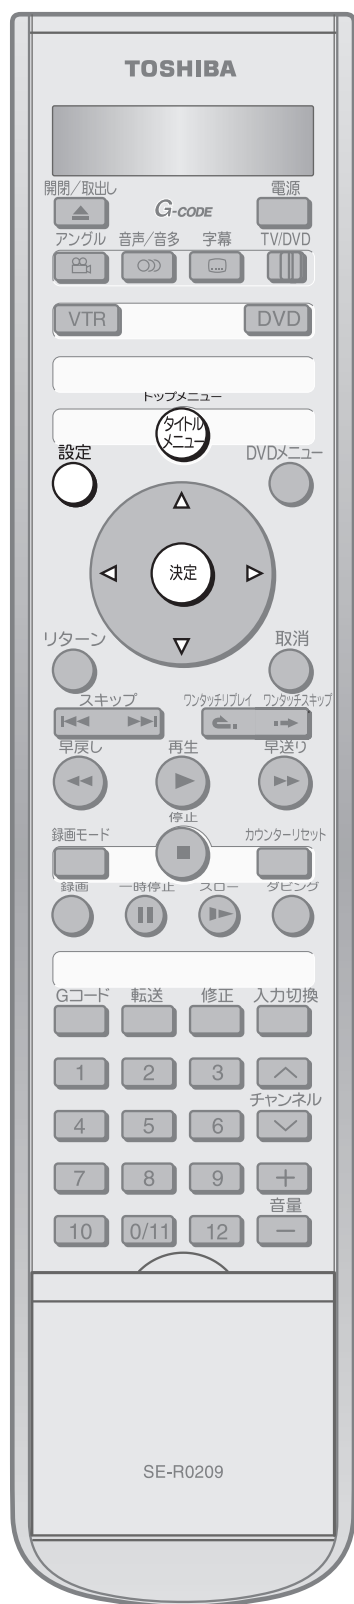 TOSHIBA
開閉/取出し G-CODE 電源
アングル 音声/音多 字幕 TV/DVD
VTR DVD
トップメニュー
タイトル
メニュー
設定 DVDメニュー
決定
リターン 取消
スキップ ワンタッチリプレイ ワンタッチスキップ
早戻し 再生 早送り
停止
録画モード カウンターリセット
録画 一時停止 スロー ダビング
Gコード 転送 修正 入力切換
1 2 3
チャンネル
4 5 6
7 8 9 +
音量
10 0/11 12 −
SE-R0209